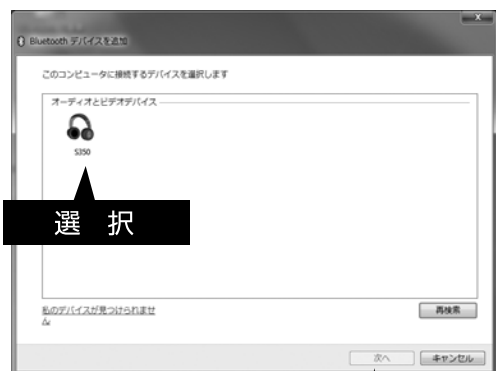 Bluetooth デバイスを追加
このコンピュータに接続するデバイスを選択します
オーディオとビデオデバイス
S350
選 択
私のデバイスが見つけられませ
ん
再検索
次へ
キャンセル